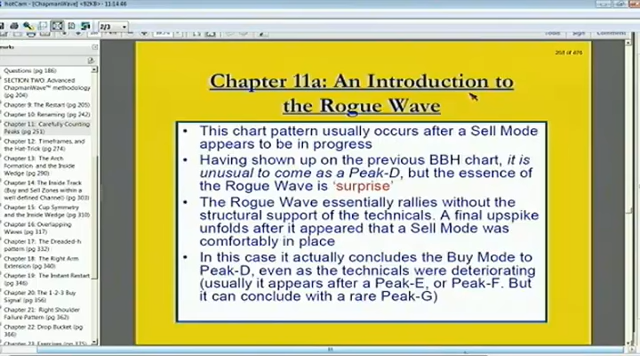 hotCam - [ChapmanWave] <82KB> - 11:14:46
2/3
Questions (pg 186)
SECTION TWO: Advanced
ChapmanWave™ methodology
(pg 204)
Chapter 9: The Restart (pg 205)
Chapter 10: Renaming (pg 242)
Chapter 11: Carefully Counting
Peaks (pg 251)
Chapter 12: Timeframes, and
the Hat-Trick (pg 274)
Chapter 13: The Arch
Formation and the Inside
Wedge (pg 290)
Chapter 14: The Inside Track
(Buy and Sell Zones within a
well defined Channel) (pg 303)
Chapter 15: Cup Symmetry
and the Inside Wedge (pg 310)
Chapter 16: Overlapping
Waves (pg 317)
Chapter 17: The Dreaded-h
pattern (pg 332)
Chapter 18: The Right Arm
Extension (pg 340)
Chapter 19: The Instant Restart
(pg 346)
Chapter 20: The 1-2-3 Buy
Signal (pg 356)
Chapter 21: Right Shoulder
Failure Pattern (pg 362)
Chapter 22: Drop Bucket (pg
366)
Chapter 11a: An Introduction to
the Rogue Wave
• This chart pattern usually occurs after a Sell Mode
appears to be in progress
• Having shown up on the previous BBH chart, it is
unusual to come as a Peak-D, but the essence of
the Rogue Wave is 'surprise'
• The Rogue Wave essentially rallies without the
structural support of the technicals. A final upspike
unfolds after it appeared that a Sell Mode was
comfortably in place
• In this case it actually concludes the Buy Mode to
Peak-D, even as the technicals were deteriorating
(usually it appears after a Peak-E, or Peak-F. But
it can conclude with a rare Peak-G)